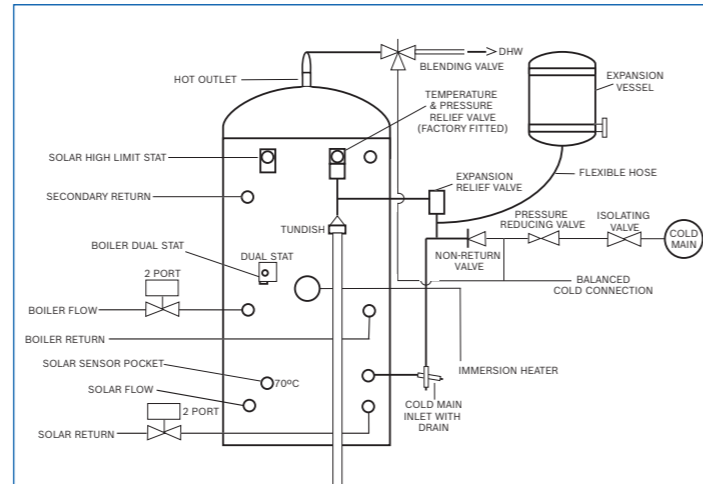 HOT OUTLET
DHW
BLENDING VALVE
EXPANSION
VESSEL
TEMPERATURE
& PRESSURE
RELIEF VALVE
(FACTORY FITTED)
SOLAR HIGH LIMIT STAT
EXPANSION
RELIEF VALVE
FLEXIBLE HOSE
SECONDARY RETURN
TUNDISH
PRESSURE
REDUCING VALVE
ISOLATING
VALVE
COLD
MAIN
NON-RETURN
VALVE
BOILER DUAL STAT
DUAL STAT
2 PORT
BALANCED
COLD CONNECTION
BOILER FLOW
BOILER RETURN
SOLAR SENSOR POCKET
70ºC
IMMERSION HEATER
SOLAR FLOW
2 PORT
COLD MAIN
INLET WITH
DRAIN
SOLAR RETURN